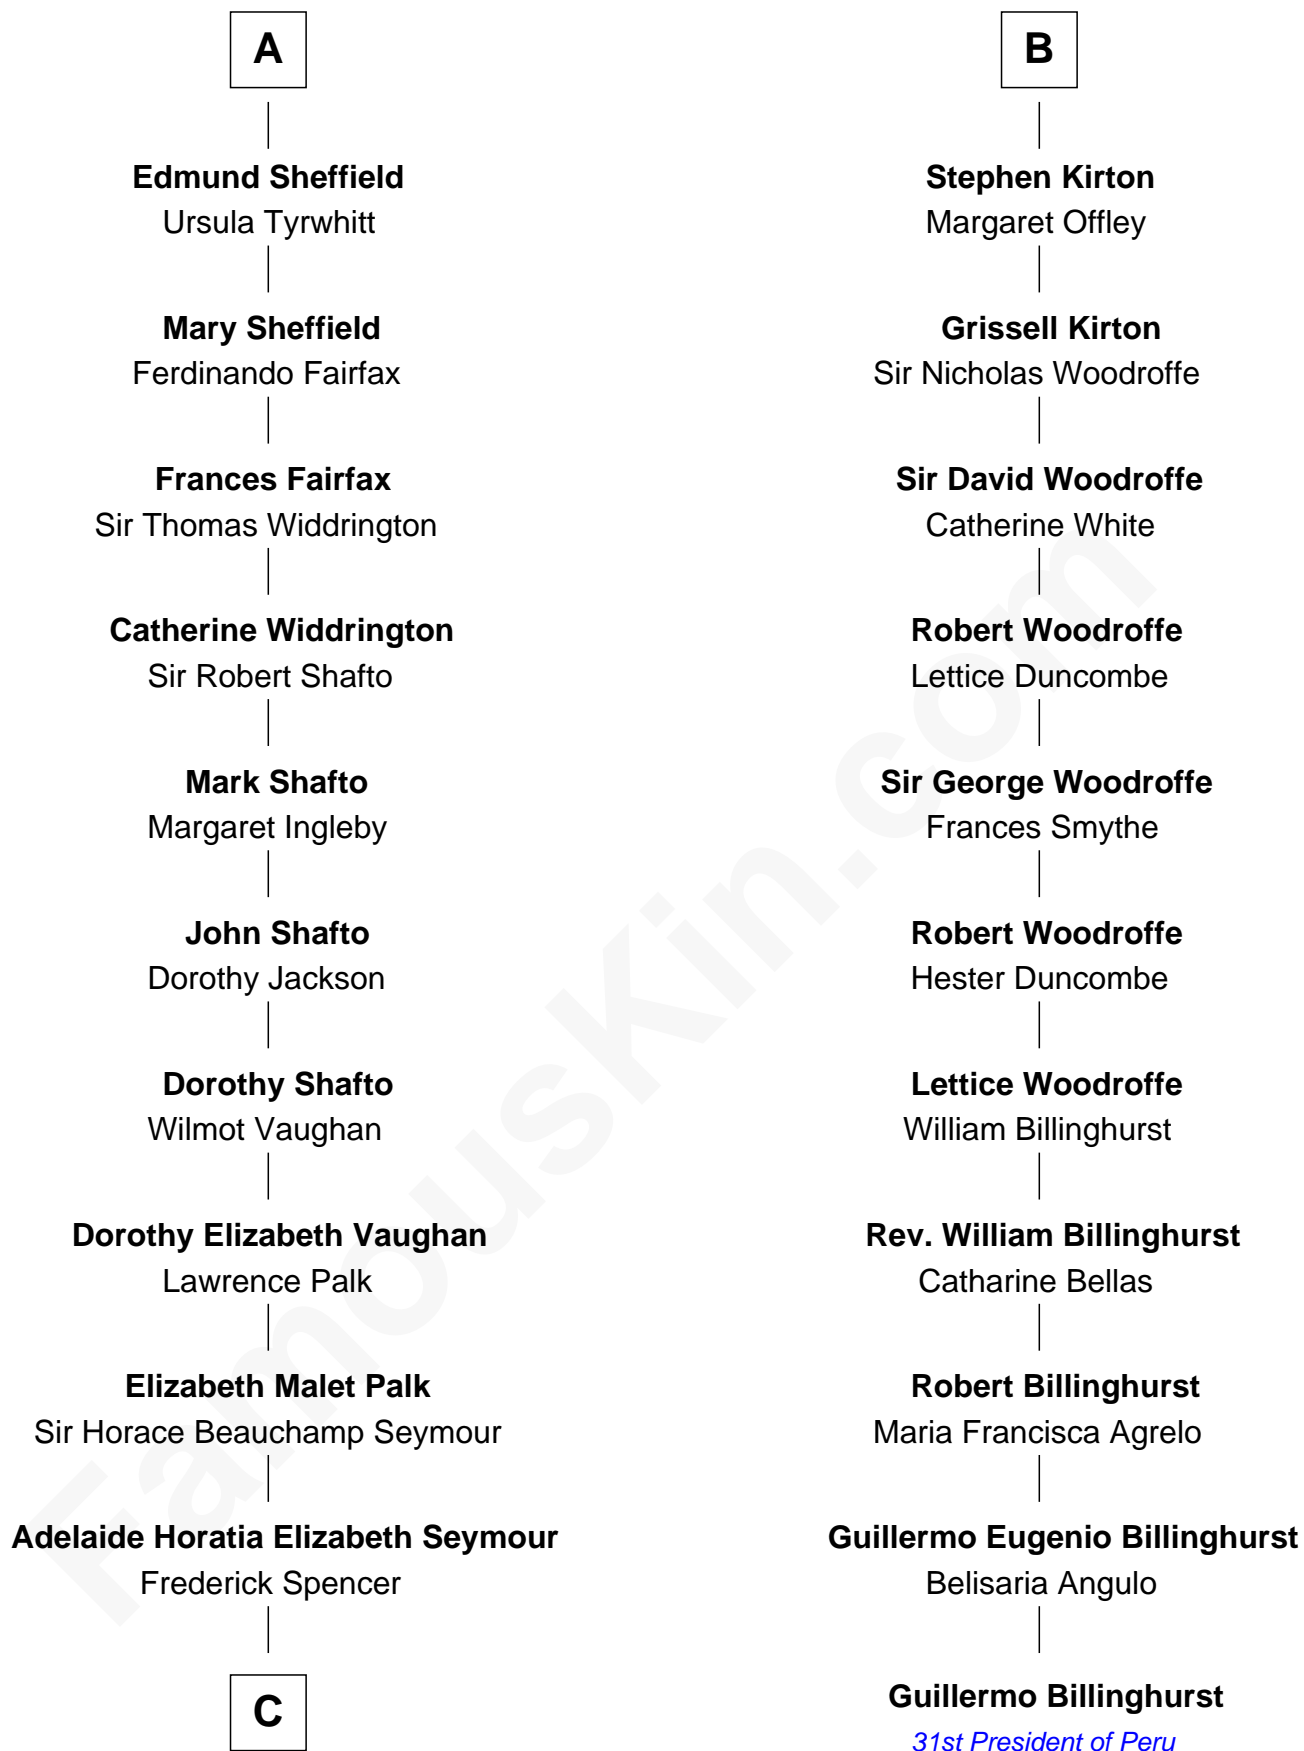 A
Edmund Sheffield
Ursula Tyrwhitt
Mary Sheffield
Ferdinando Fairfax
Frances Fairfax
Sir Thomas Widdrington
Catherine Widdrington
Sir Robert Shafto
Mark Shafto
Margaret Ingleby
John Shafto
Dorothy Jackson
Dorothy Shafto
Wilmot Vaughan
Dorothy Elizabeth Vaughan
Lawrence Palk
Elizabeth Malet Palk
Sir Horace Beauchamp Seymour
Adelaide Horatia Elizabeth Seymour
Frederick Spencer
C
B
Stephen Kirton
Margaret Offley
Grissell Kirton
Sir Nicholas Woodroffe
Sir David Woodroffe
Catherine White
Robert Woodroffe
Lettice Duncombe
Sir George Woodroffe
Frances Smythe
Robert Woodroffe
Hester Duncombe
Lettice Woodroffe
William Billinghurst
Rev. William Billinghurst
Catharine Bellas
Robert Billinghurst
Maria Francisca Agrelo
Guillermo Eugenio Billinghurst
Belisaria Angulo
Guillermo Billinghurst
31st President of Peru
FamousKin.com